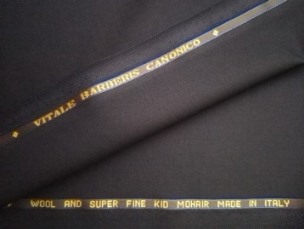 VITALE BARBERIS CANONICO
WOOL AND SUPER FINE KID MOHAIR MADE IN ITALY